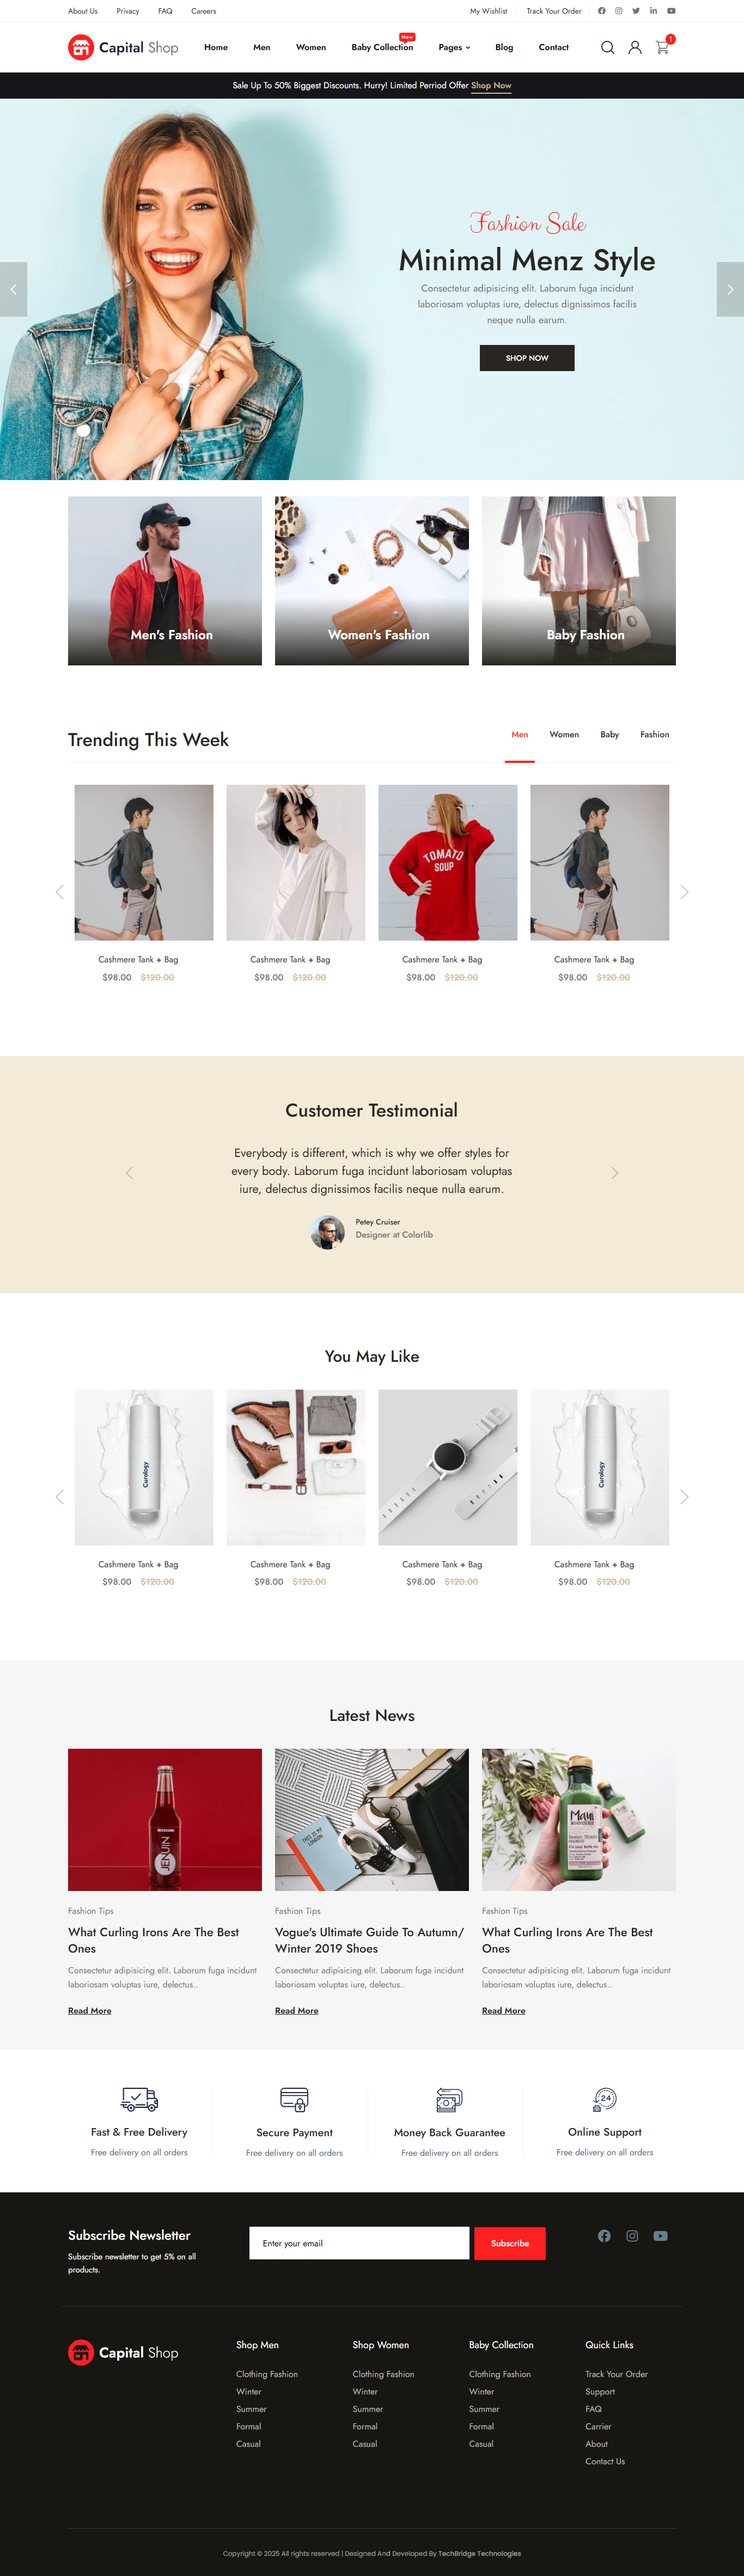 About Us Privacy FAQ Careers My Wishlist Track Your Order
Capital Shop Home Men Women Baby Collection New Pages Blog Contact 1
Sale Up To 50% Biggest Discounts. Hurry! Limited Perriod Offer Shop Now
Fashion Sale
Minimal Menz Style
Consectetur adipisicing elit. Laborum fuga incidunt
laboriosam voluptas iure, delectus dignissimos facilis
neque nulla earum.
SHOP NOW
Men's Fashion Women's Fashion Baby Fashion
Trending This Week Men Women Baby Fashion
TOMATO
SOUP
Cashmere Tank + Bag Cashmere Tank + Bag Cashmere Tank + Bag Cashmere Tank + Bag
$98.00 $120.00 $98.00 $120.00 $98.00 $120.00 $98.00 $120.00
Customer Testimonial
Everybody is different, which is why we offer styles for
every body. Laborum fuga incidunt laboriosam voluptas
iure, delectus dignissimos facilis neque nulla earum.
Petey Cruiser
Designer at Colorlib
You May Like
Curology Curology
Cashmere Tank + Bag Cashmere Tank + Bag Cashmere Tank + Bag Cashmere Tank + Bag
$98.00 $120.00 $98.00 $120.00 $98.00 $120.00 $98.00 $120.00
Latest News
THIS IS MY
LONDON
Maui
Fashion Tips
What Curling Irons Are The Best
Ones
Consectetur adipisicing elit. Laborum fuga incidunt
laboriosam voluptas iure, delectus..
Read More
Fashion Tips
Vogue's Ultimate Guide To Autumn/
Winter 2019 Shoes
Consectetur adipisicing elit. Laborum fuga incidunt
laboriosam voluptas iure, delectus..
Read More
Fashion Tips
What Curling Irons Are The Best
Ones
Consectetur adipisicing elit. Laborum fuga incidunt
laboriosam voluptas iure, delectus..
Read More
24
Fast & Free Delivery Secure Payment Money Back Guarantee Online Support
Free delivery on all orders Free delivery on all orders Free delivery on all orders Free delivery on all orders
Subscribe Newsletter
Subscribe newsletter to get 5% on all
products.
Enter your email Subscribe
Capital Shop
Shop Men
Clothing Fashion
Winter
Summer
Formal
Casual
Shop Women
Clothing Fashion
Winter
Summer
Formal
Casual
Baby Collection
Clothing Fashion
Winter
Summer
Formal
Casual
Quick Links
Track Your Order
Support
FAQ
Carrier
About
Contact Us
Copyright © 2025 All rights reserved | Designed And Developed By TechBridge Technologies